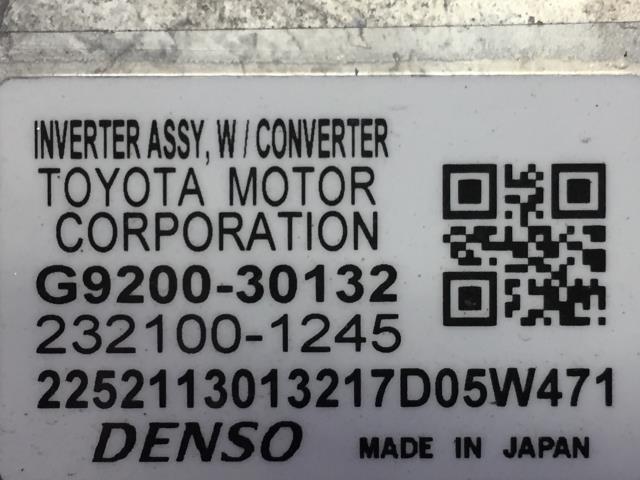 INVERTER ASSY, W / CONVERTER
TOYOTA MOTOR
CORPORATION
G9200-30132
232100-1245
2252113013217D05W471
DENSO MADE IN JAPAN